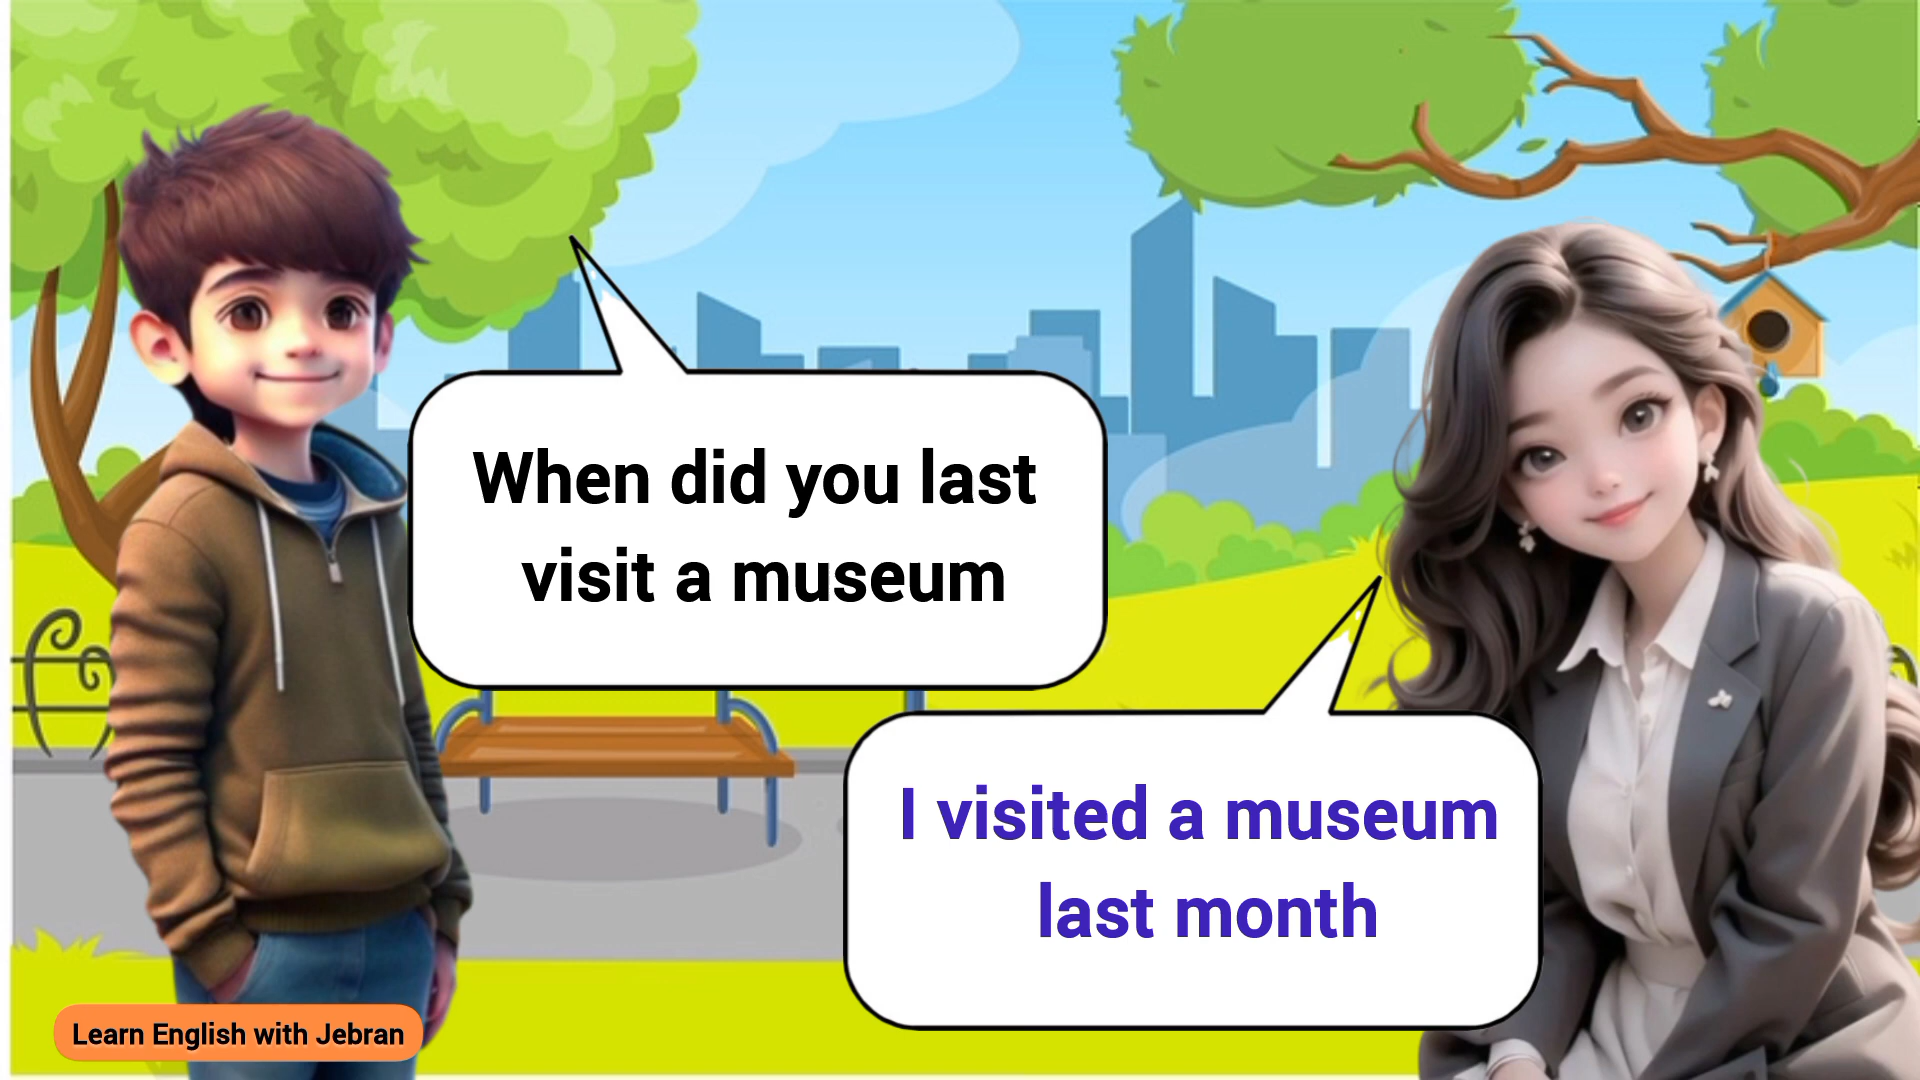 When did you last
visit a museum
I visited a museum
last month
Learn English with Jebran